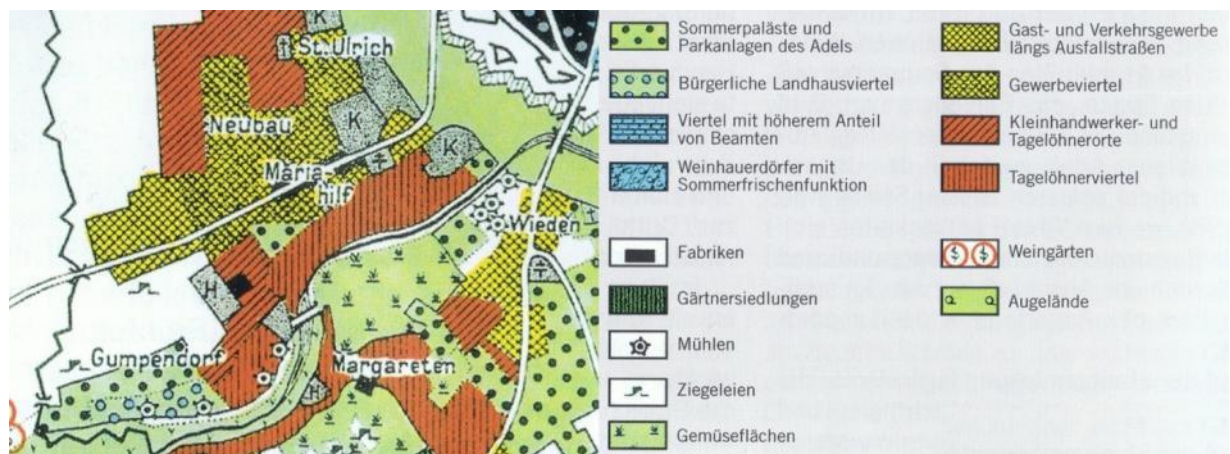 K
St. Ulrich
Neubau
K
Maria-
hilf
K
Wieden
H
T
Gumpendorf
Margareten
H
Sommerpaläste und
Parkanlagen des Adels
Bürgerliche Landhausviertel
Viertel mit höherem Anteil
von Beamten
Weinhauerdörfer mit
Sommerfrischenfunktion
Fabriken
Gärtnersiedlungen
Mühlen
Ziegeleien
Gemüseflächen
Gast- und Verkehrsgewerbe
längs Ausfallstraßen
Gewerbeviertel
Kleinhandwerker- und
Tagelöhnerorte
Tagelöhnerviertel
Weingärten
Augelände